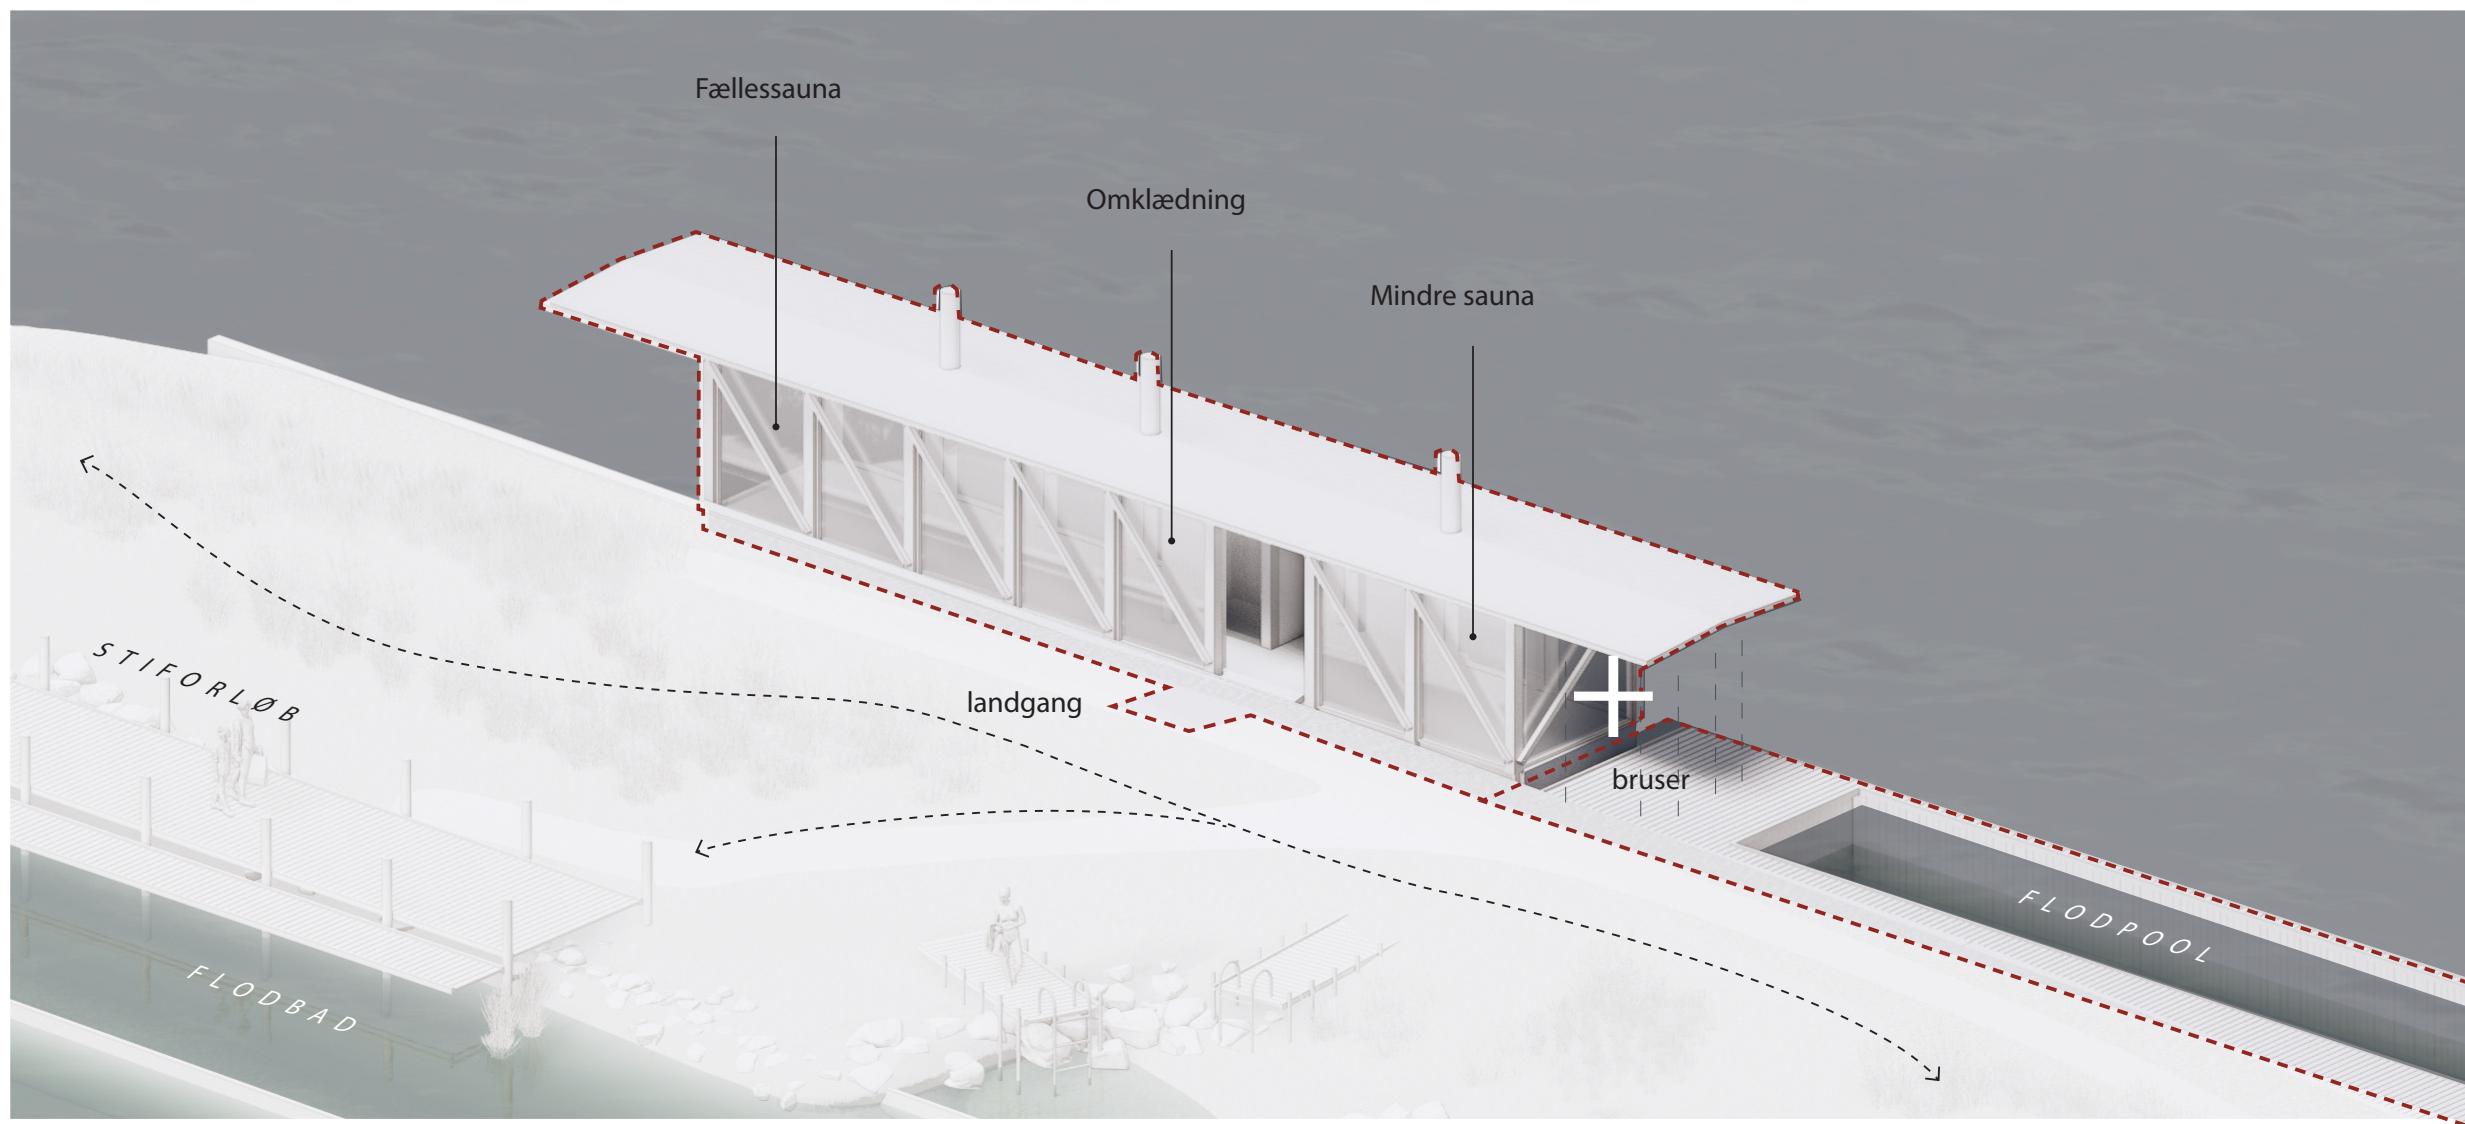 Fællessauna
Omklædning
Mindre sauna
STIFORLØB
landgang
bruser
FLODPOOL
FLODBAD